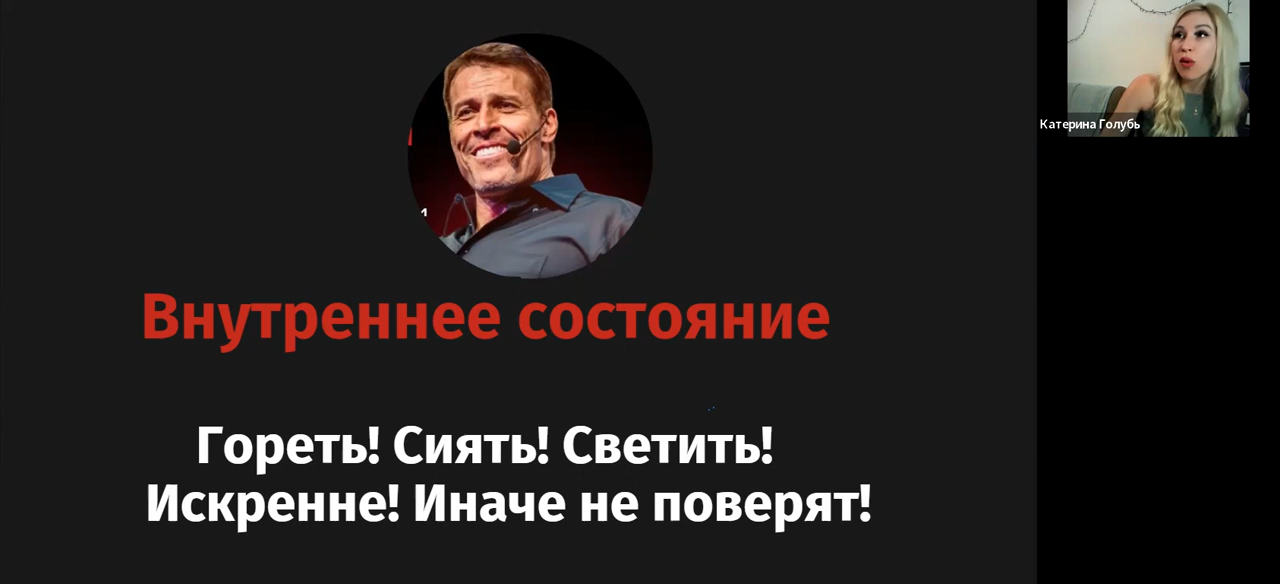 Катерина Голубь
Внутреннее состояние
Гореть! Сиять! Светить!
Искренне! Иначе не поверят!